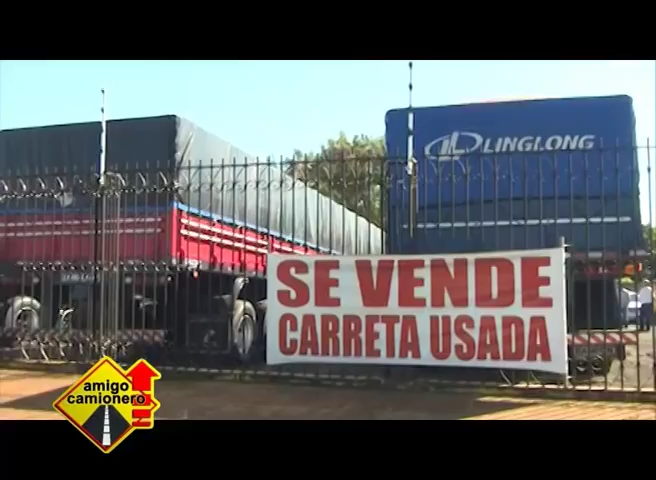 LINGLONG
SE VENDE
CARRETA USADA
amigo
camionero